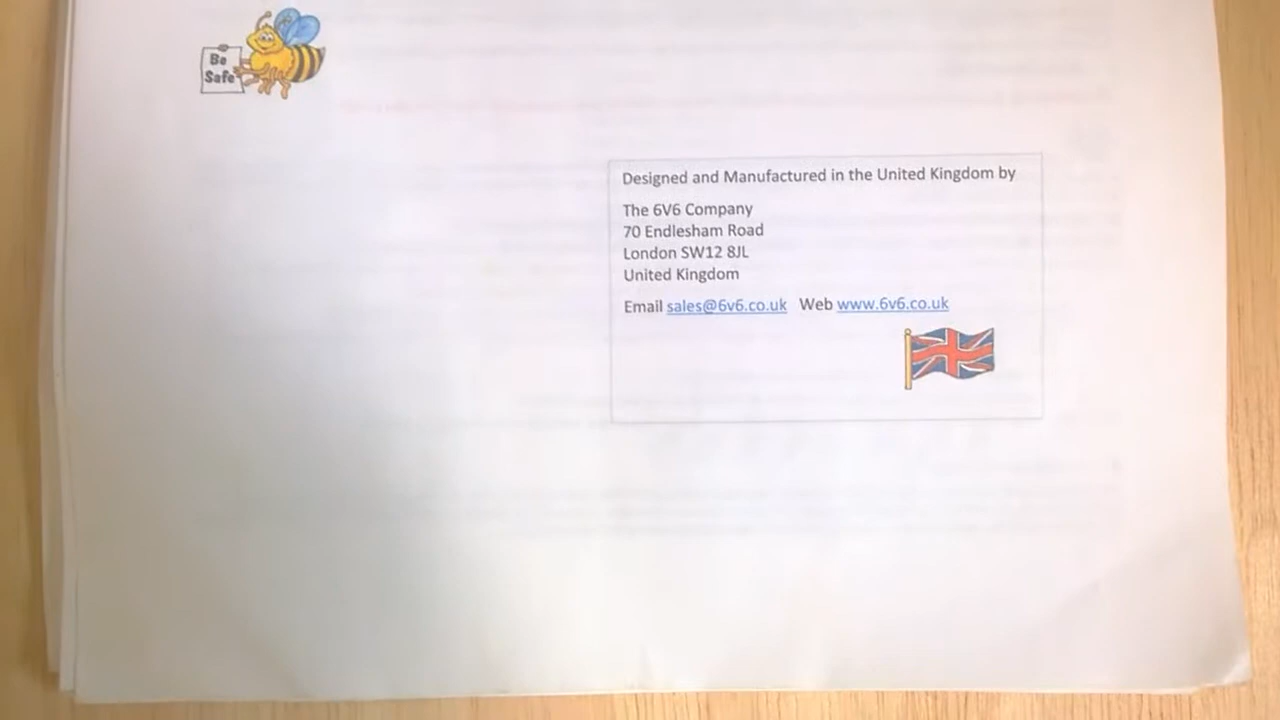 Be
Safe
Designed and Manufactured in the United Kingdom by
The 6V6 Company
70 Endlesham Road
London SW12 8JL
United Kingdom
Email sales@6v6.co.uk Web www.6v6.co.uk